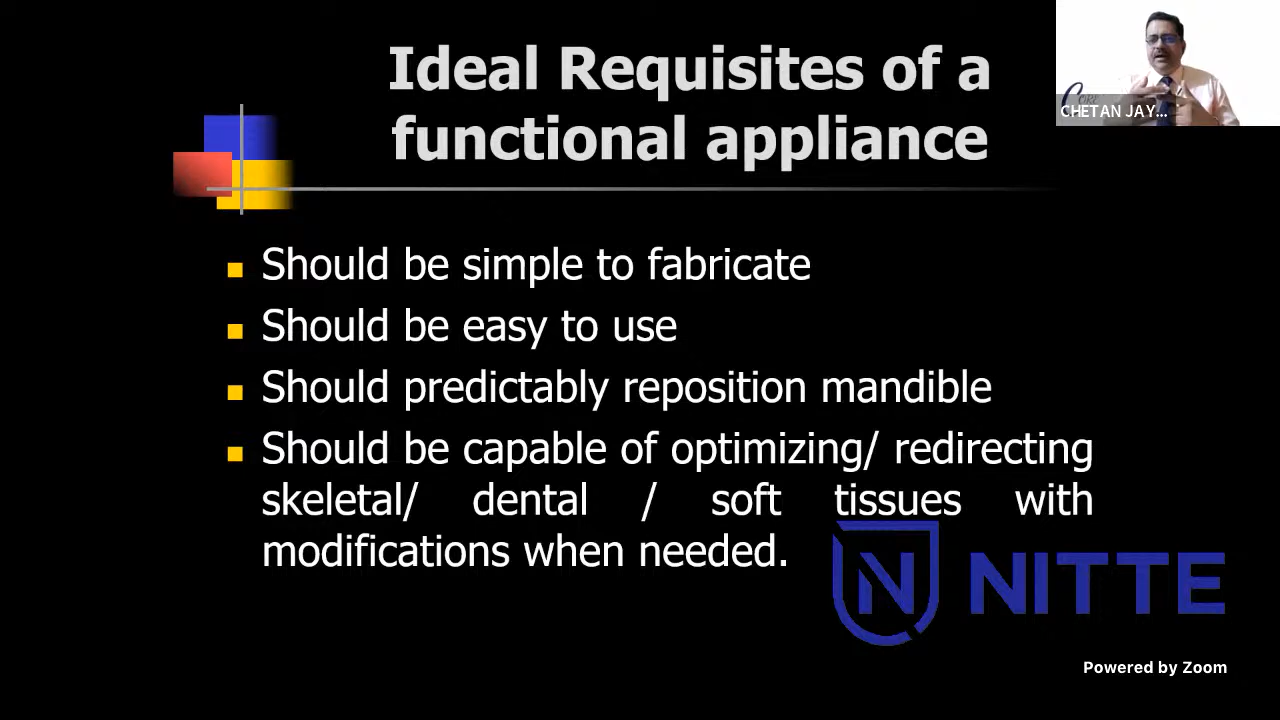 Ideal Requisites of a
functional appliance
CHETAN JAY...
Should be simple to fabricate
Should be easy to use
Should predictably reposition mandible
Should be capable of optimizing/ redirecting
skeletal/ dental / soft tissues with
modifications when needed.
N NITTE
Powered by Zoom